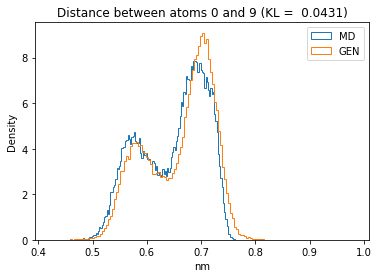 Distance between atoms 0 and 9 (KL =  0.0431)
MD
GEN
Density
8
6
4
2
0
0.4
0.5
0.6
0.7
0.8
0.9
1.0
nm